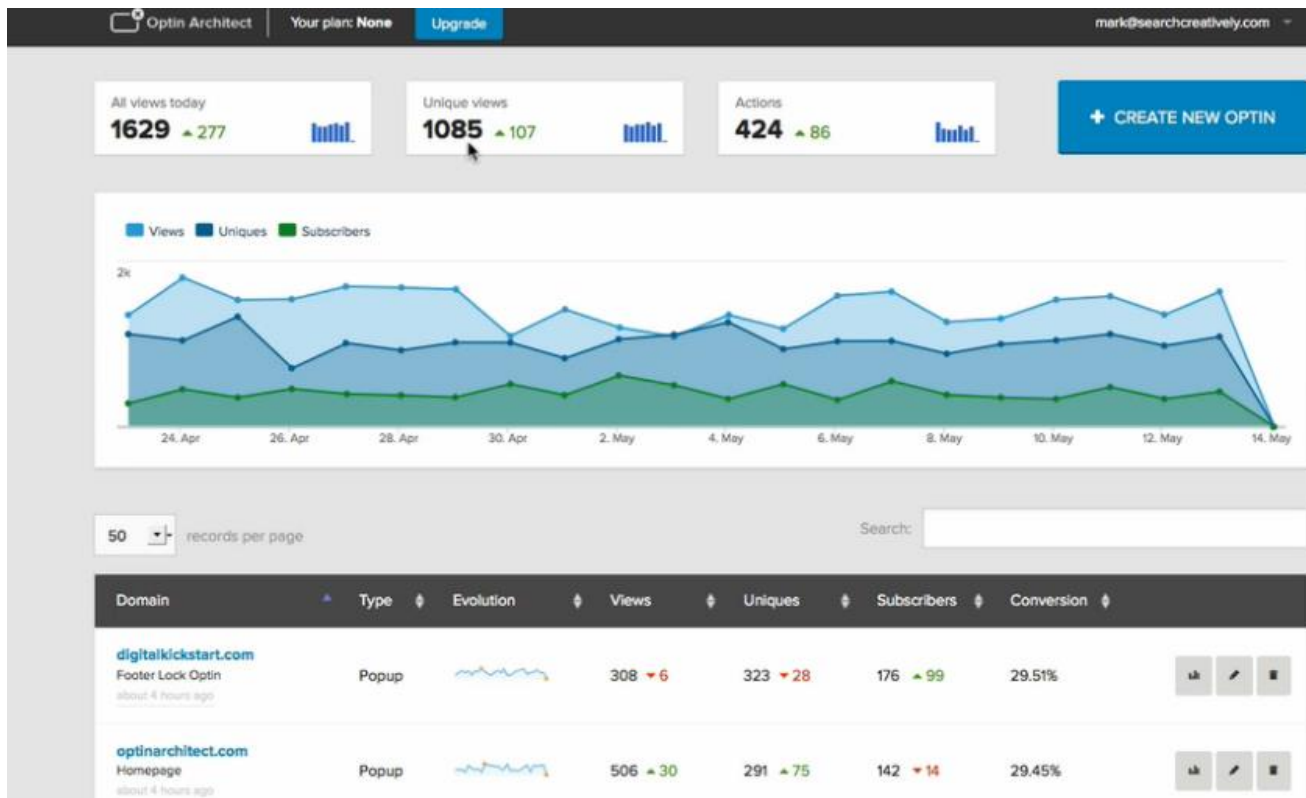 Optin Architect Your plan: None Upgrade mark@searchcreatively.com
All views today Unique views Actions
1629 277 1085 107 424 86 + CREATE NEW OPTIN
Views Uniques Subscribers
2k
24. Apr 26. Apr 28. Apr 30. Apr 2. May 4. May 6. May 8. May 10. May 12. May 14. May
50 records per page Search:
Domain Type Evolution Views Uniques Subscribers Conversion
digitalkickstart.com
Footer Lock Optin Popup 308 6 323 28 176 99 29.51%
about 4 hours ago
optinarchitect.com
Homepage Popup 506 30 291 75 142 14 29.45%
about 4 hours ago